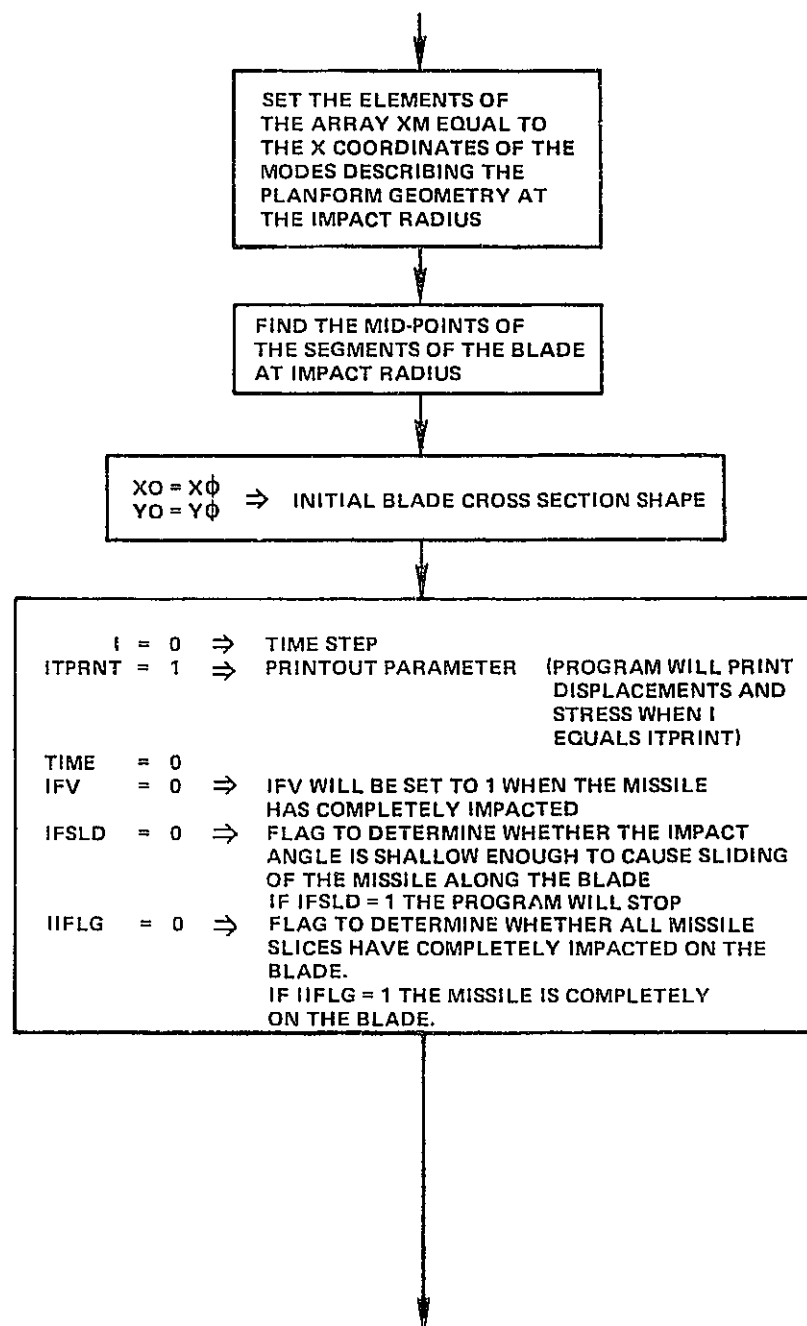 SET THE ELEMENTS OF
THE ARRAY XM EQUAL TO
THE X COORDINATES OF THE
MODES DESCRIBING THE
PLANFORM GEOMETRY AT
THE IMPACT RADIUS
FIND THE MID-POINTS OF
THE SEGMENTS OF THE BLADE
AT IMPACT RADIUS
XO = Xϕ
YO = Yϕ ⇒ INITIAL BLADE CROSS SECTION SHAPE
I = 0 ⇒ TIME STEP
ITPRNT = 1 ⇒ PRINTOUT PARAMETER (PROGRAM WILL PRINT
DISPLACEMENTS AND
STRESS WHEN I
EQUALS ITPRINT)
TIME = 0
IFV = 0 ⇒ IFV WILL BE SET TO 1 WHEN THE MISSILE
HAS COMPLETELY IMPACTED
IFSLD = 0 ⇒ FLAG TO DETERMINE WHETHER THE IMPACT
ANGLE IS SHALLOW ENOUGH TO CAUSE SLIDING
OF THE MISSILE ALONG THE BLADE
IF IFSLD = 1 THE PROGRAM WILL STOP
IIFLG = 0 ⇒ FLAG TO DETERMINE WHETHER ALL MISSILE
SLICES HAVE COMPLETELY IMPACTED ON THE
BLADE.
IF IIFLG = 1 THE MISSILE IS COMPLETELY
ON THE BLADE.